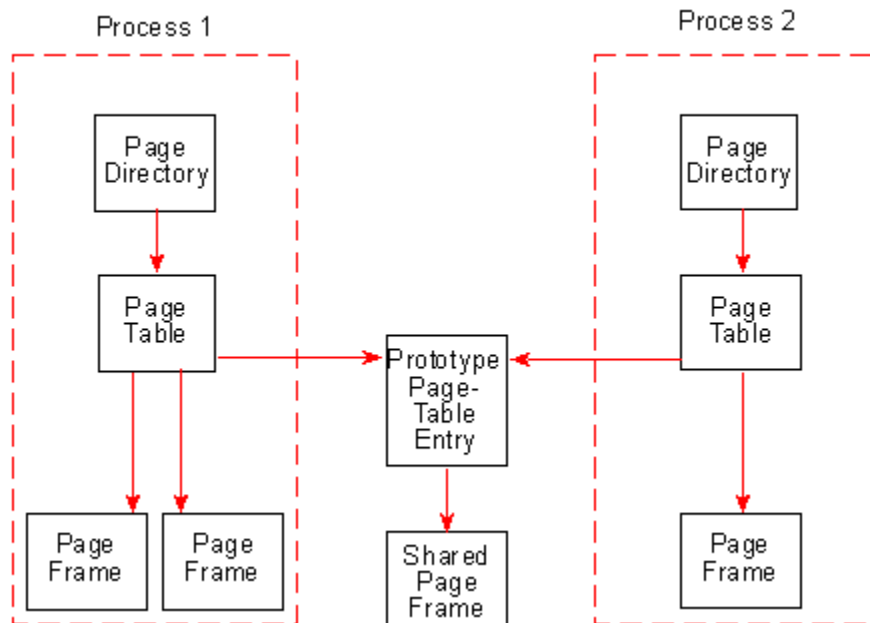 Process 1
Process 2
Page
Directory
Page
Directory
Page
Table
Page
Table
Prototype
Page-
Table
Entry
Page
Frame
Page
Frame
Shared
Page
Frame
Page
Frame